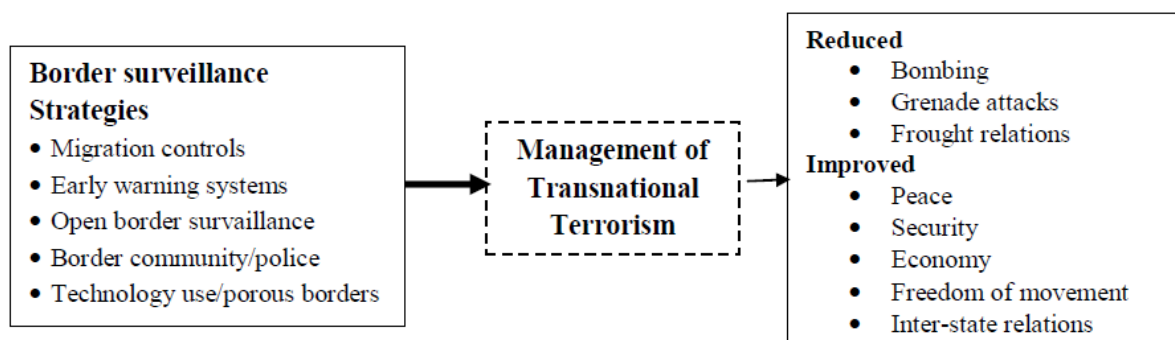 Border surveillance
Strategies
• Migration controls
• Early warning systems
• Open border survaillance
• Border community/police
• Technology use/porous borders
Management of
Transnational
Terrorism
Reduced
• Bombing
• Grenade attacks
• Frought relations
Improved
• Peace
• Security
• Economy
• Freedom of movement
• Inter-state relations